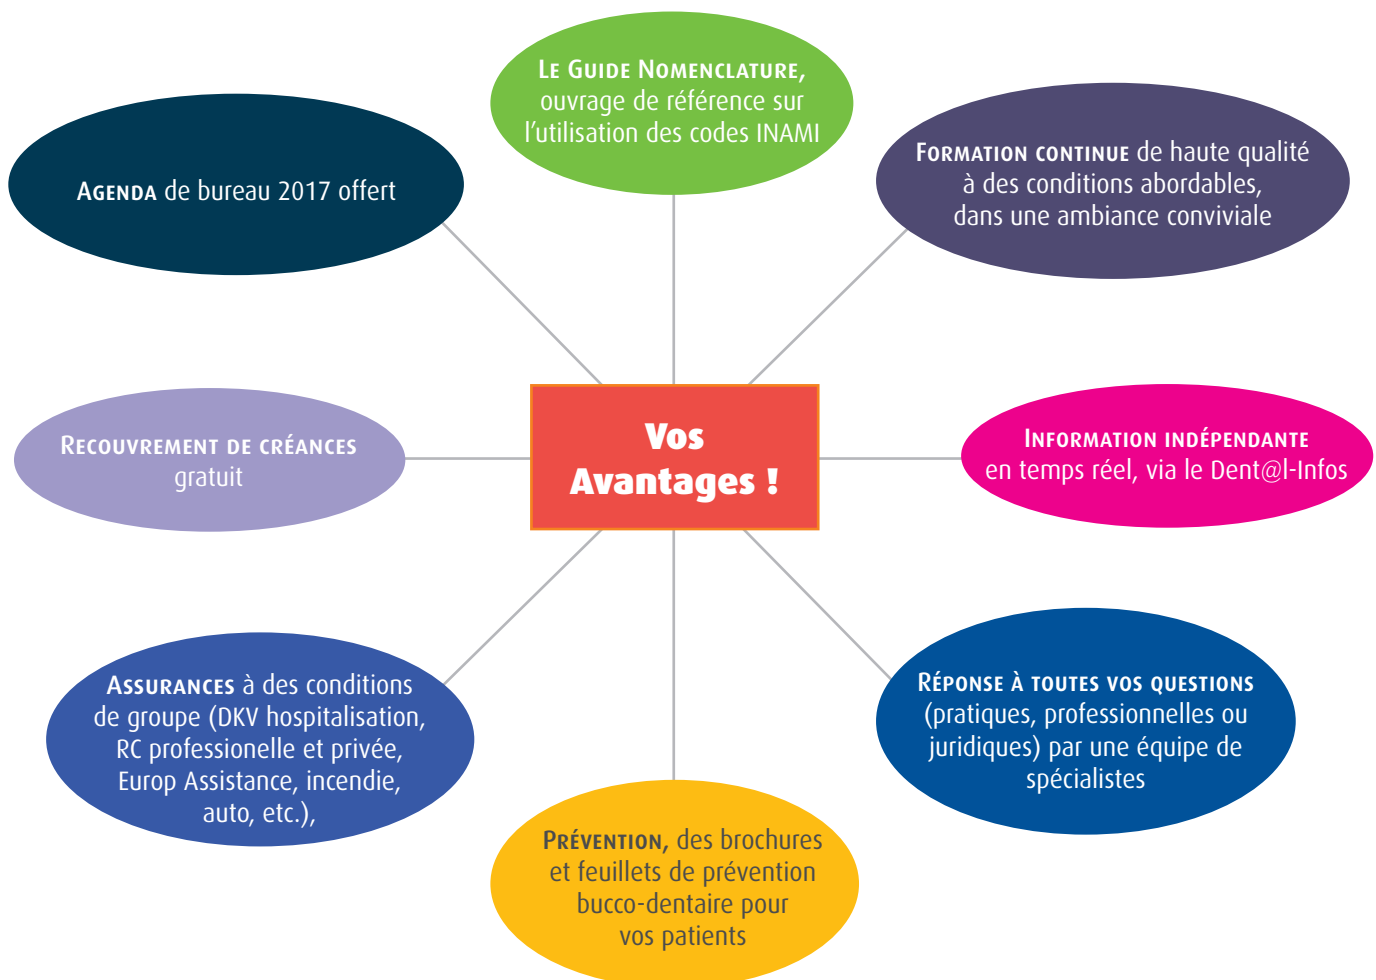 Le Guide Nomenclature,
ouvrage de référence sur
l'utilisation des codes INAMI
Agenda de bureau 2017 offert
Formation continue de haute qualité
à des conditions abordables,
dans une ambiance conviviale
Recouvrement de créances
gratuit
Vos
Avantages !
Information indépendante
en temps réel, via le Dent@l-Infos
Assurances à des conditions
de groupe (DKV hospitalisation,
RC professionelle et privée,
Europ Assistance, incendie,
auto, etc.),
Réponse à toutes vos questions
(pratiques, professionnelles ou
juridiques) par une équipe de
spécialistes
Prévention, des brochures
et feuillets de prévention
bucco-dentaire pour
vos patients